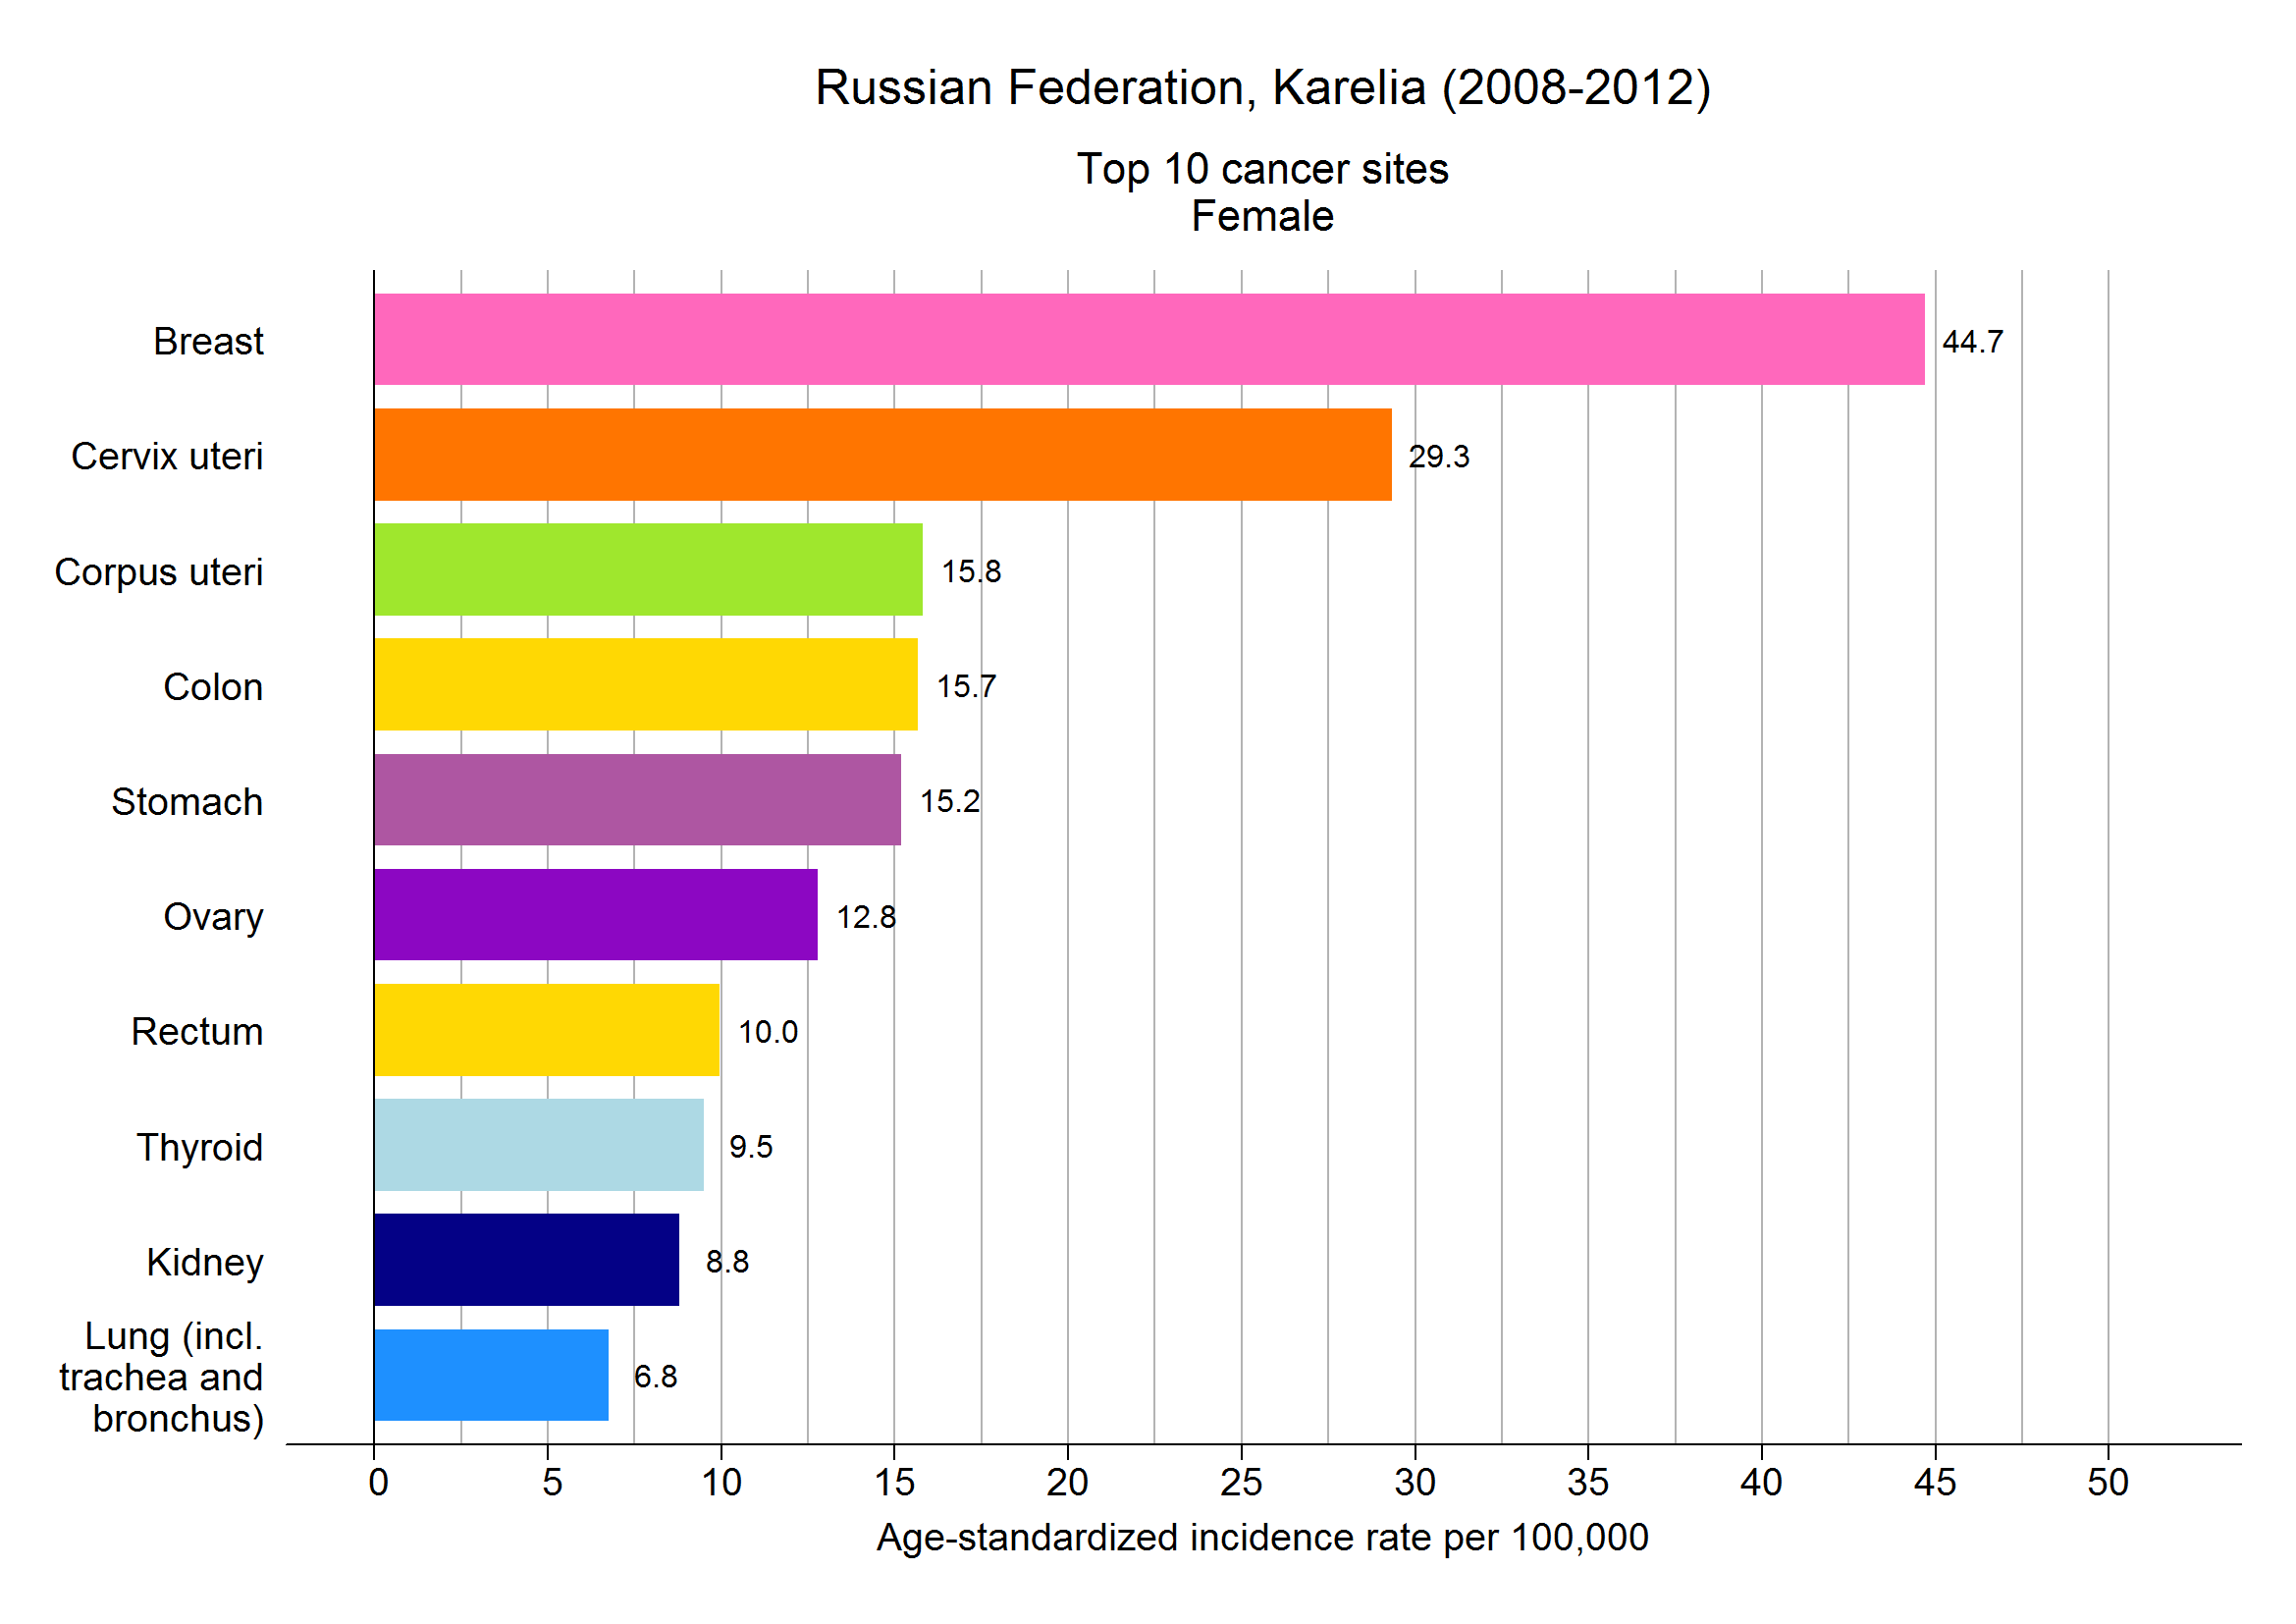 Russian Federation, Karelia (2008-2012)
Top 10 cancer sites
Female
Breast
44.7
Cervix uteri
29.3
Corpus uteri
15.8
Colon
15.7
Stomach
15.2
Ovary
12.8
Rectum
10.0
Thyroid
9.5
Kidney
8.8
Lung (incl.
trachea and
bronchus)
6.8
0 5 10 15 20 25 30 35 40 45 50
Age-standardized incidence rate per 100,000